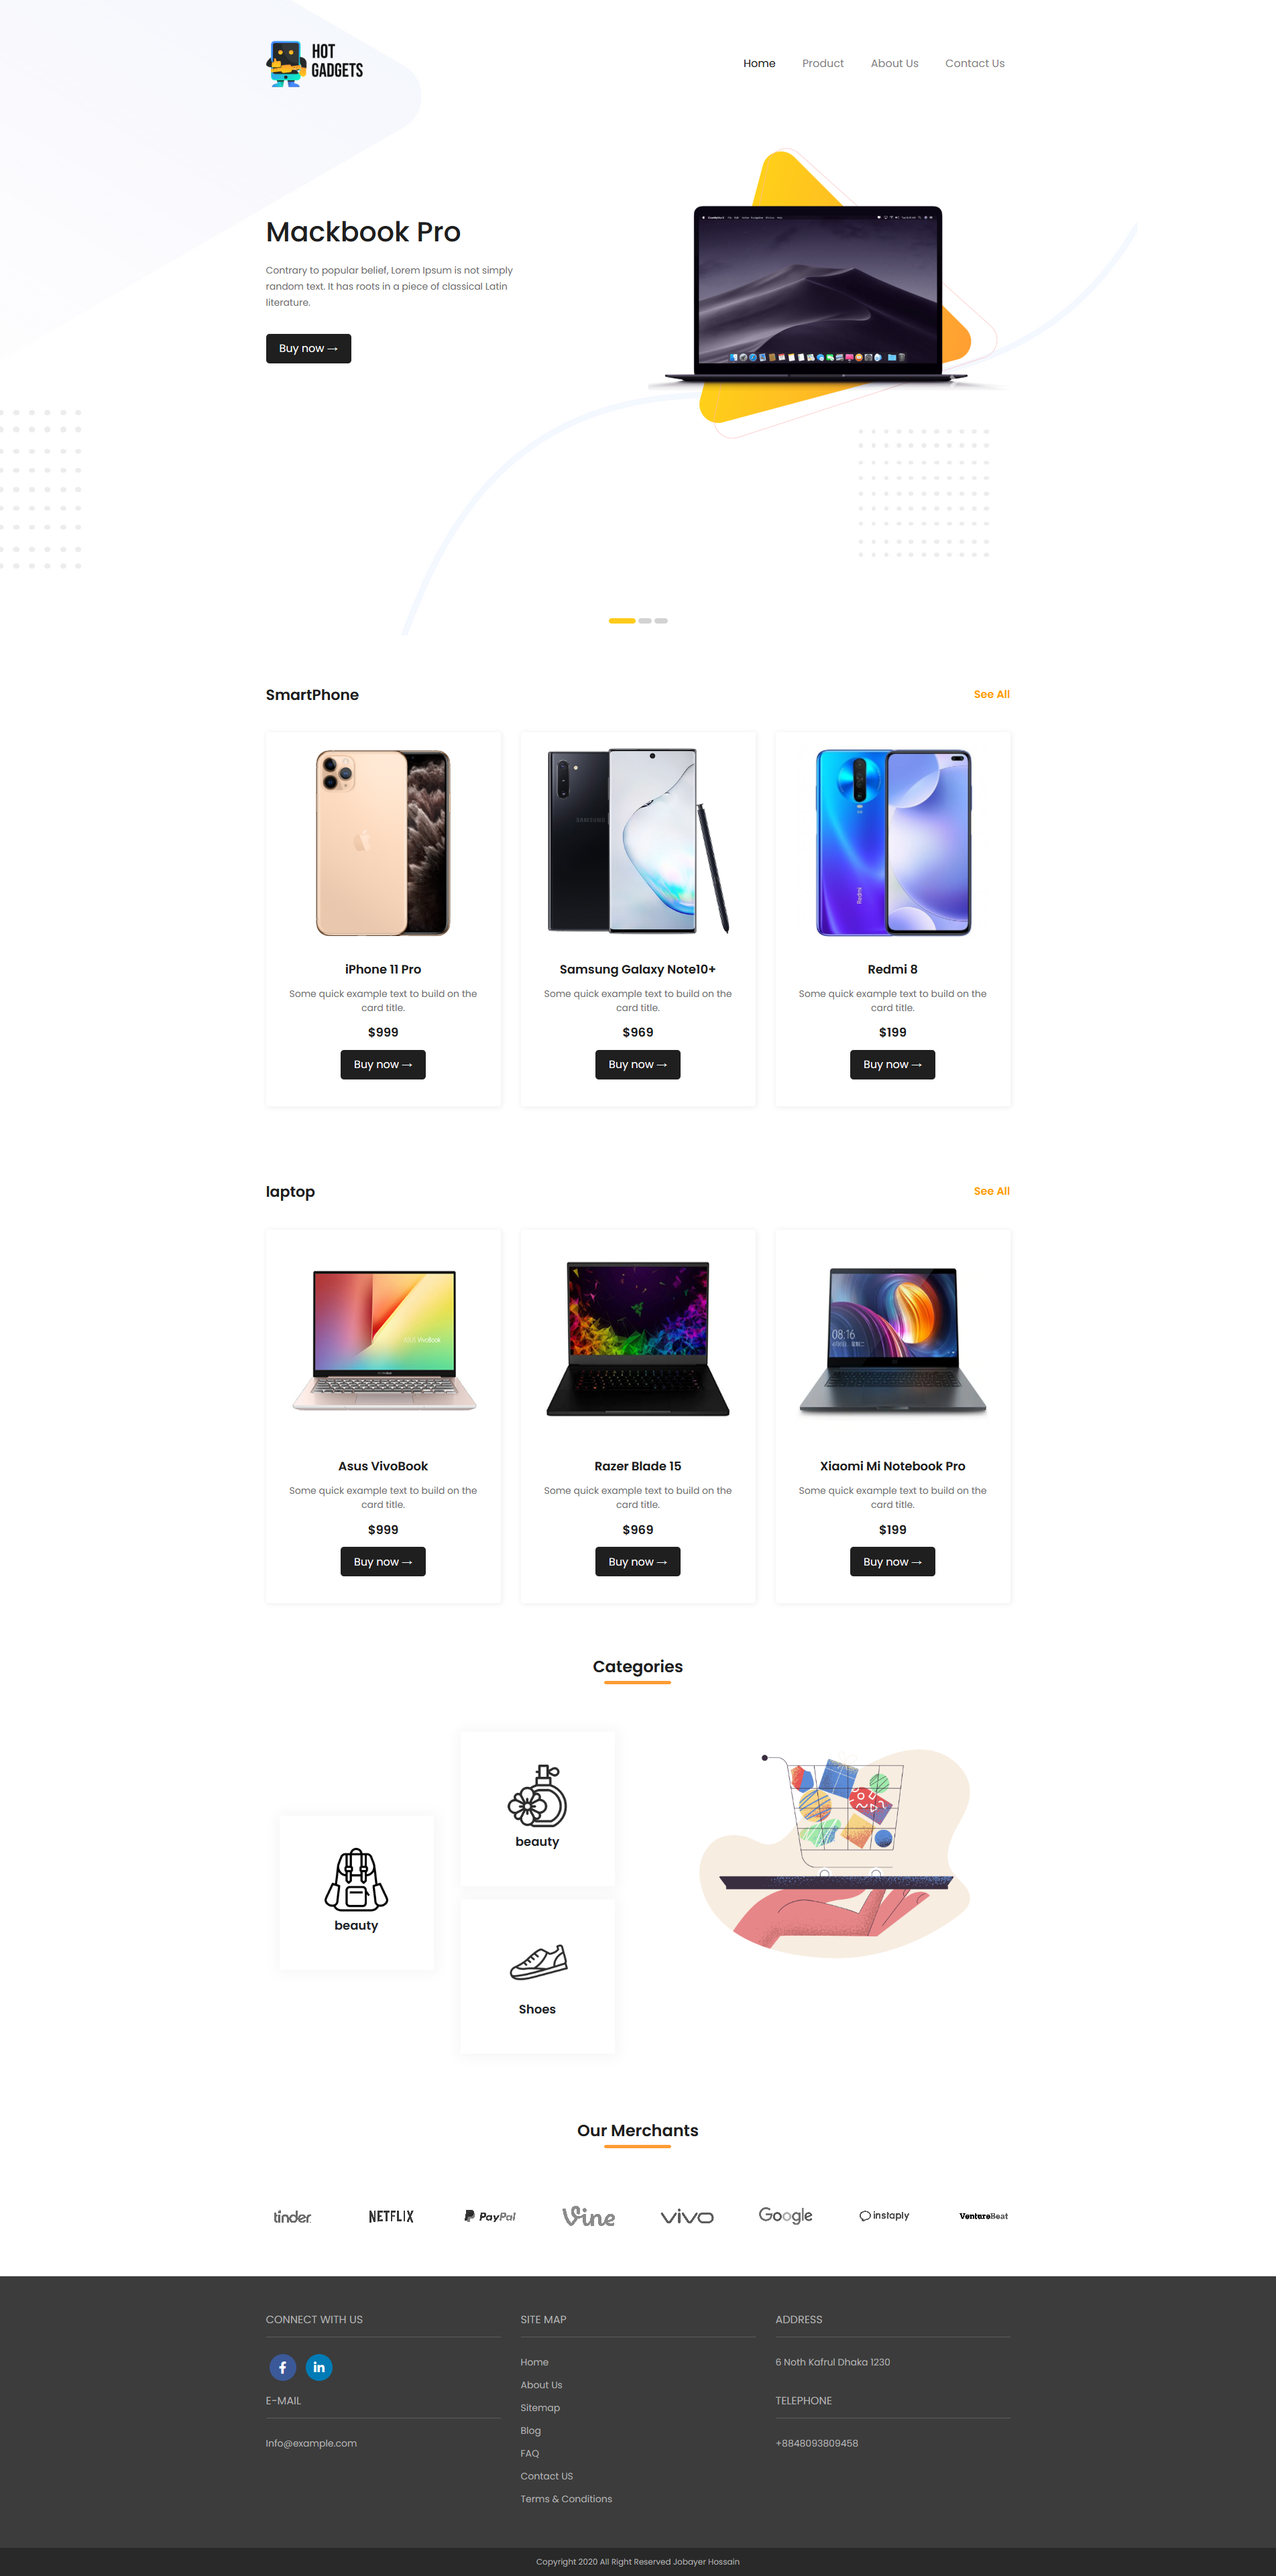 HOT
GADGETS
Home
Product
About Us
Contact Us
Mackbook Pro
Contrary to popular belief, Lorem Ipsum is not simply
random text. It has roots in a piece of classical Latin
literature.
Buy now →
SmartPhone
See All
SAMSUNG
Redmi
iPhone 11 Pro
Samsung Galaxy Note10+
Redmi 8
Some quick example text to build on the
card title.
Some quick example text to build on the
card title.
Some quick example text to build on the
card title.
$999
$969
$199
Buy now →
Buy now →
Buy now →
laptop
See All
ASUS VivoBook
08:16
Asus VivoBook
Razer Blade 15
Xiaomi Mi Notebook Pro
Some quick example text to build on the
card title.
Some quick example text to build on the
card title.
Some quick example text to build on the
card title.
$999
$969
$199
Buy now →
Buy now →
Buy now →
Categories
beauty
beauty
Shoes
Our Merchants
tinder
NETFLIX
PayPal
Vine
vivo
Google
instaply
VentureBeat
CONNECT WITH US
E-MAIL
Info@example.com
SITE MAP
Home
About Us
Sitemap
Blog
FAQ
Contact US
Terms & Conditions
ADDRESS
6 Noth Kafrul Dhaka 1230
TELEPHONE
+8848093809458
Copyright 2020 All Right Reserved Jobayer Hossain